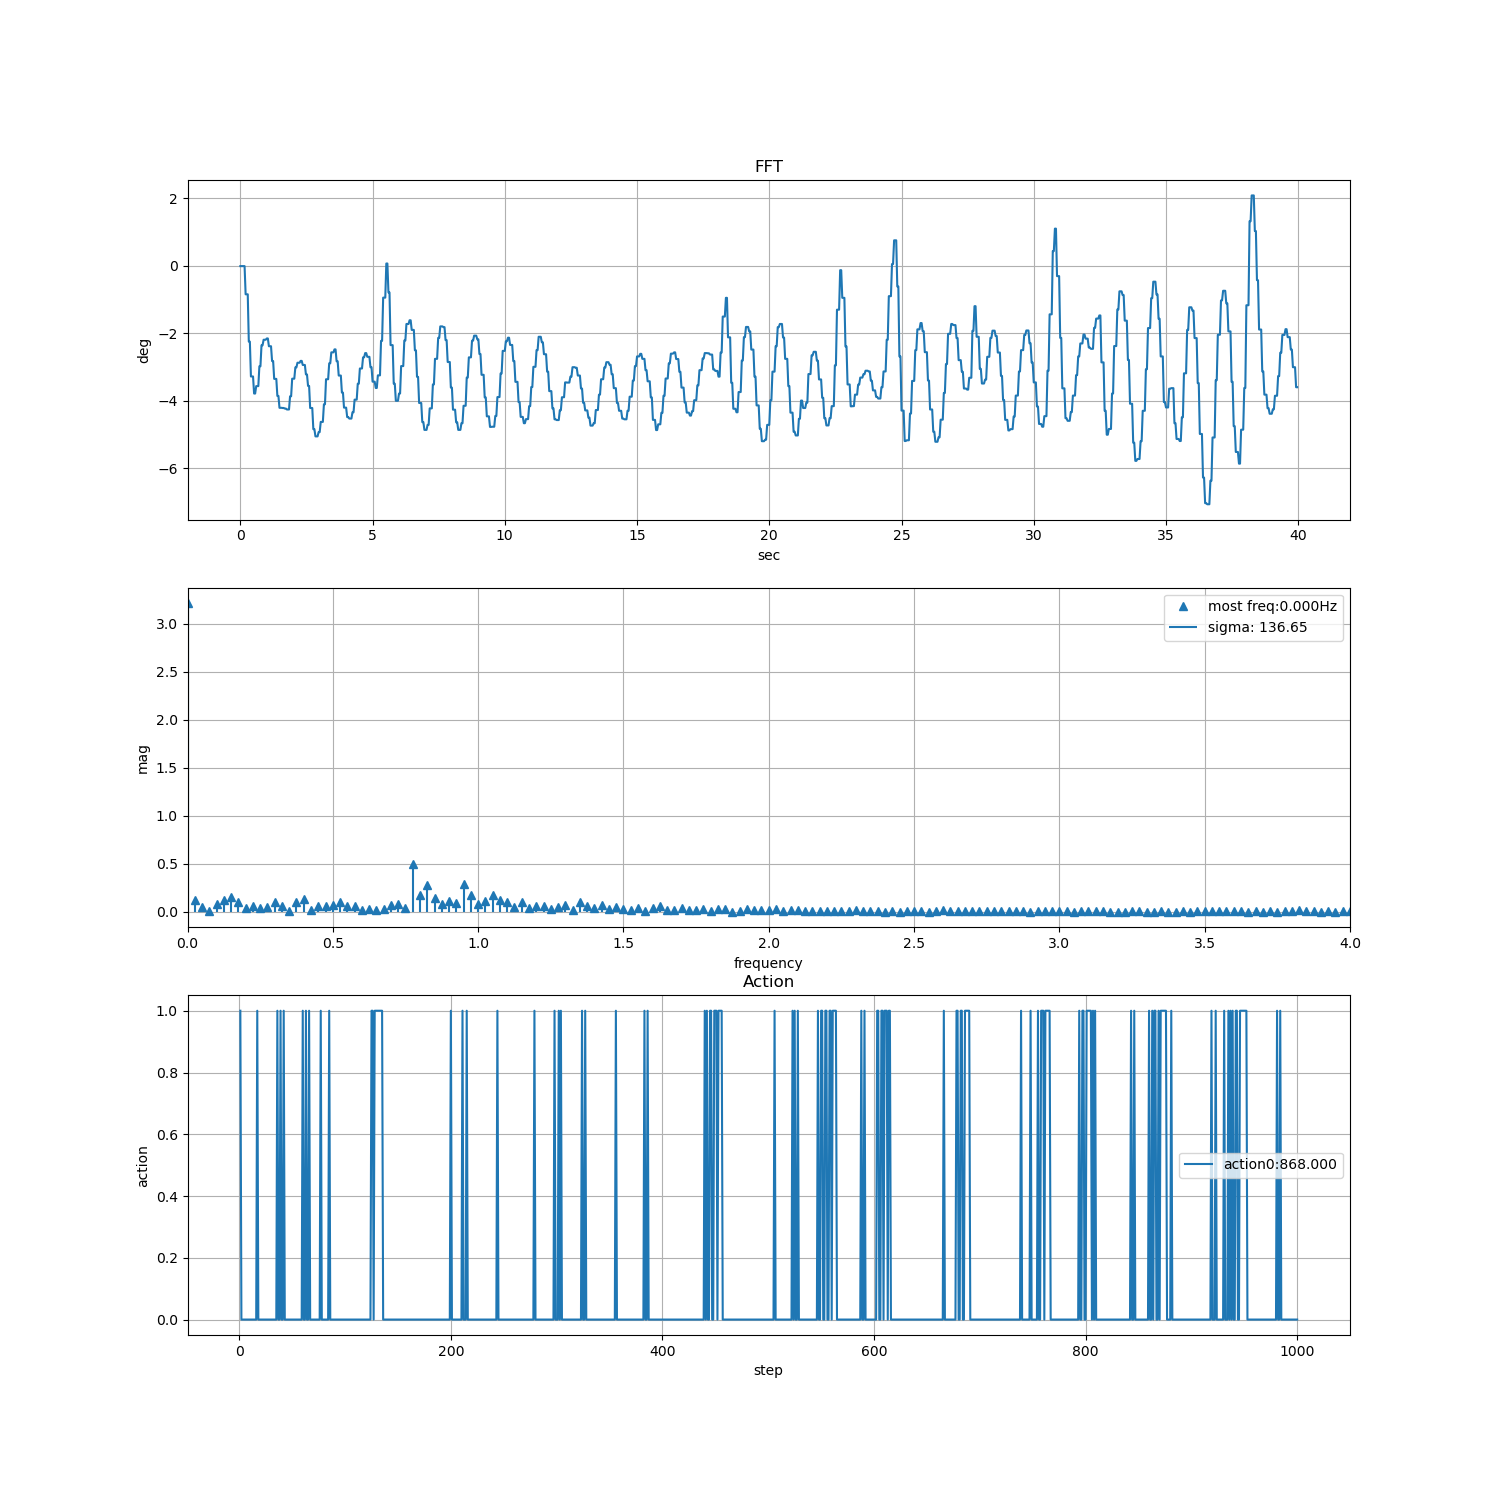 FFT
2
0
−2
−4
−6
deg
0 5 10 15 20 25 30 35 40
sec
most freq:0.000Hz
sigma: 136.65
3.0
2.5
2.0
1.5
1.0
0.5
0.0
mag
0.0 0.5 1.0 1.5 2.0 2.5 3.0 3.5 4.0
frequency
Action
1.0
0.8
0.6
0.4
0.2
0.0
action
action0:868.000
0 200 400 600 800 1000
step